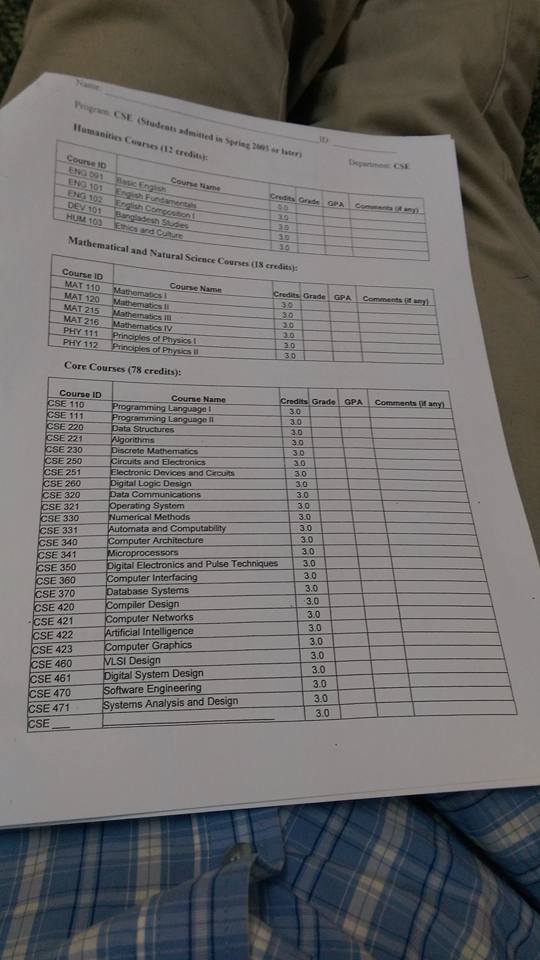 Name:
ID:
Program: CSE (Students admitted in Spring 2005 or later)
Department: CSE
Humanities Courses (12 credits):
Course ID Course Name Credits Grade GPA Comments (if any)
ENG 091 Basic English 0.0
ENG 101 English Fundamentals 3.0
ENG 102 English Composition I 3.0
DEV 101 Bangladesh Studies 3.0
HUM 103 Ethics and Culture 3.0
Mathematical and Natural Science Courses (18 credits):
Course ID Course Name Credits Grade GPA Comments (if any)
MAT 110 Mathematics I 3.0
MAT 120 Mathematics II 3.0
MAT 215 Mathematics III 3.0
MAT 216 Mathematics IV 3.0
PHY 111 Principles of Physics I 3.0
PHY 112 Principles of Physics II 3.0
Core Courses (78 credits):
Course ID Course Name Credits Grade GPA Comments (if any)
CSE 110 Programming Language I 3.0
CSE 111 Programming Language II 3.0
CSE 220 Data Structures 3.0
CSE 221 Algorithms 3.0
CSE 230 Discrete Mathematics 3.0
CSE 250 Circuits and Electronics 3.0
CSE 251 Electronic Devices and Circuits 3.0
CSE 260 Digital Logic Design 3.0
CSE 320 Data Communications 3.0
CSE 321 Operating System 3.0
CSE 330 Numerical Methods 3.0
CSE 331 Automata and Computability 3.0
CSE 340 Computer Architecture 3.0
CSE 341 Microprocessors 3.0
CSE 350 Digital Electronics and Pulse Techniques 3.0
CSE 360 Computer Interfacing 3.0
CSE 370 Database Systems 3.0
CSE 420 Compiler Design 3.0
CSE 421 Computer Networks 3.0
CSE 422 Artificial Intelligence 3.0
CSE 423 Computer Graphics 3.0
CSE 460 VLSI Design 3.0
CSE 461 Digital System Design 3.0
CSE 470 Software Engineering 3.0
CSE 471 Systems Analysis and Design 3.0
CSE ___ 3.0